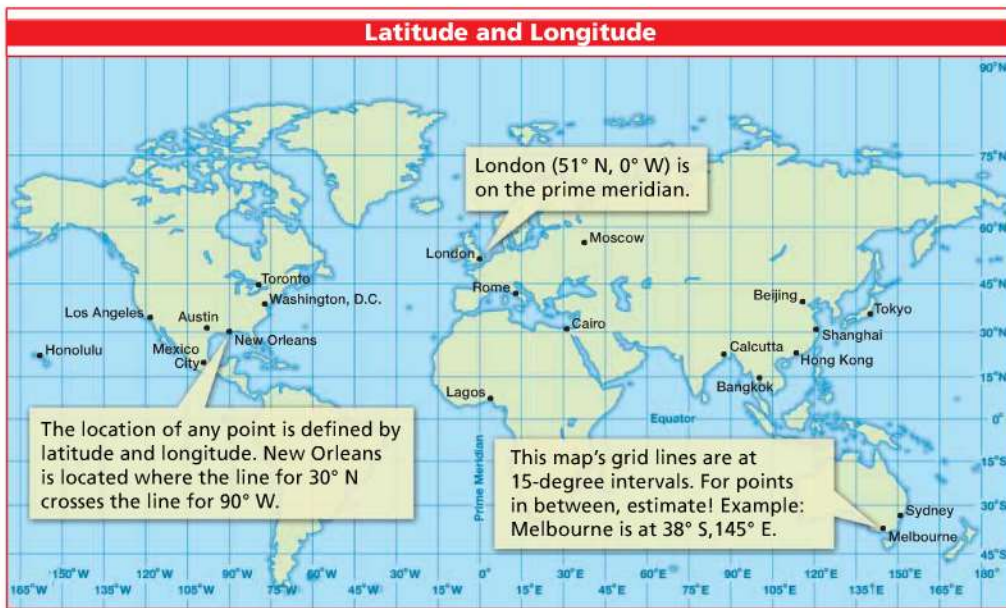 Latitude and Longitude
90°N
75°N
London (51° N, 0° W) is
on the prime meridian.
60°N
Moscow
London
45°N
Toronto
Rome
Beijing
Washington, D.C.
Los Angeles
Austin
Tokyo
Cairo
30°N
New Orleans
Shanghai
Honolulu
Mexico
City
Calcutta
Hong Kong
Bangkok
15°N
Lagos
Equator
0°
The location of any point is defined by
latitude and longitude. New Orleans
is located where the line for 30° N
crosses the line for 90° W.
Prime Meridian
This map's grid lines are at
15-degree intervals. For points
in between, estimate! Example:
Melbourne is at 38° S,145° E.
15°S
30°S
Sydney
Melbourne
45°S
150°W 120°W 90°W 60°W 30°W 0° 30°E 60°E 90°E 120°E 150°E 180°
165°W 135°W 105°W 75°W 45°W 15°W 15°E 45°E 75°E 105°E 135°E 165°E